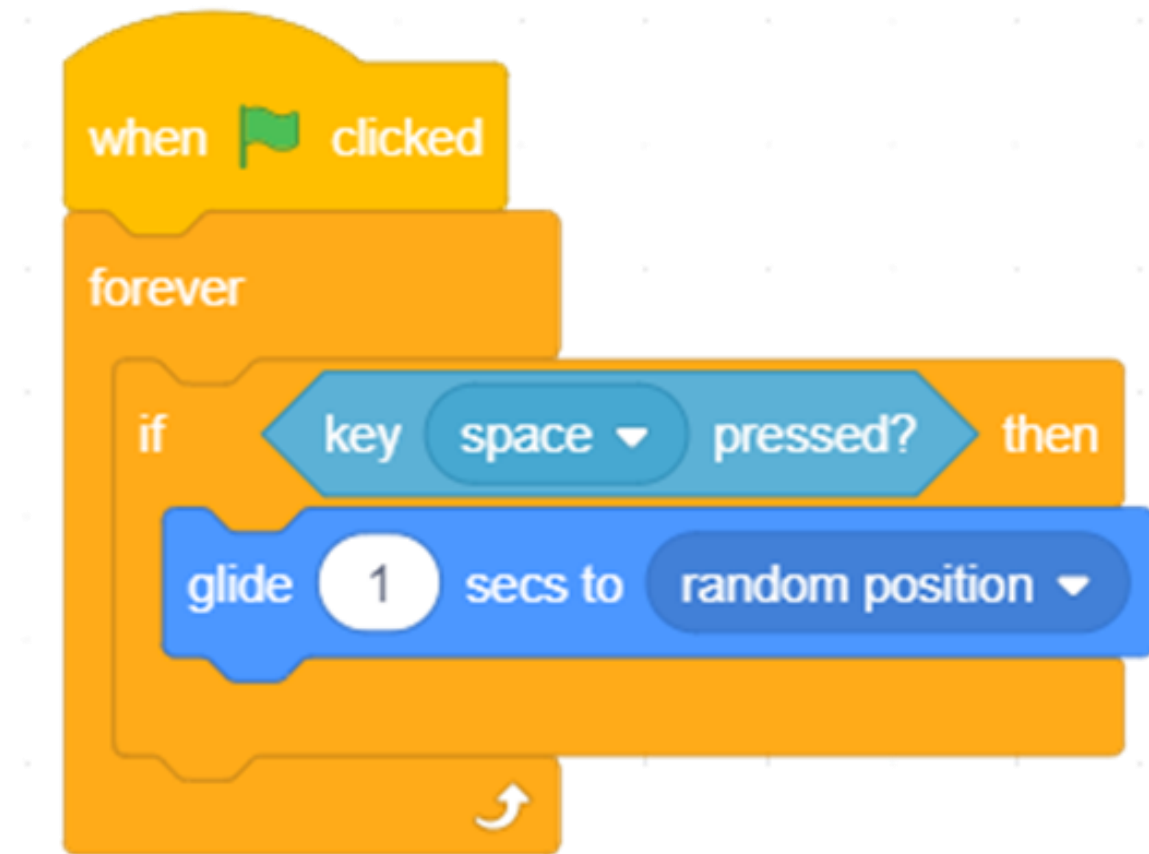 when clicked
forever
if key space pressed? then
glide 1 secs to random position